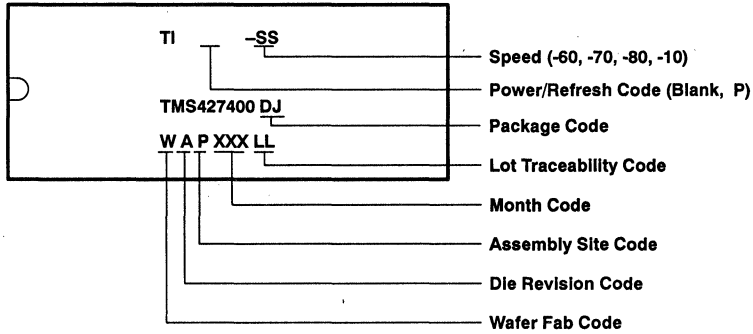 TI –SS
TMS427400 DJ
W A P XXX LL
Speed (-60, -70, -80, -10)
Power/Refresh Code (Blank, P)
Package Code
Lot Traceability Code
Month Code
Assembly Site Code
Die Revision Code
Wafer Fab Code